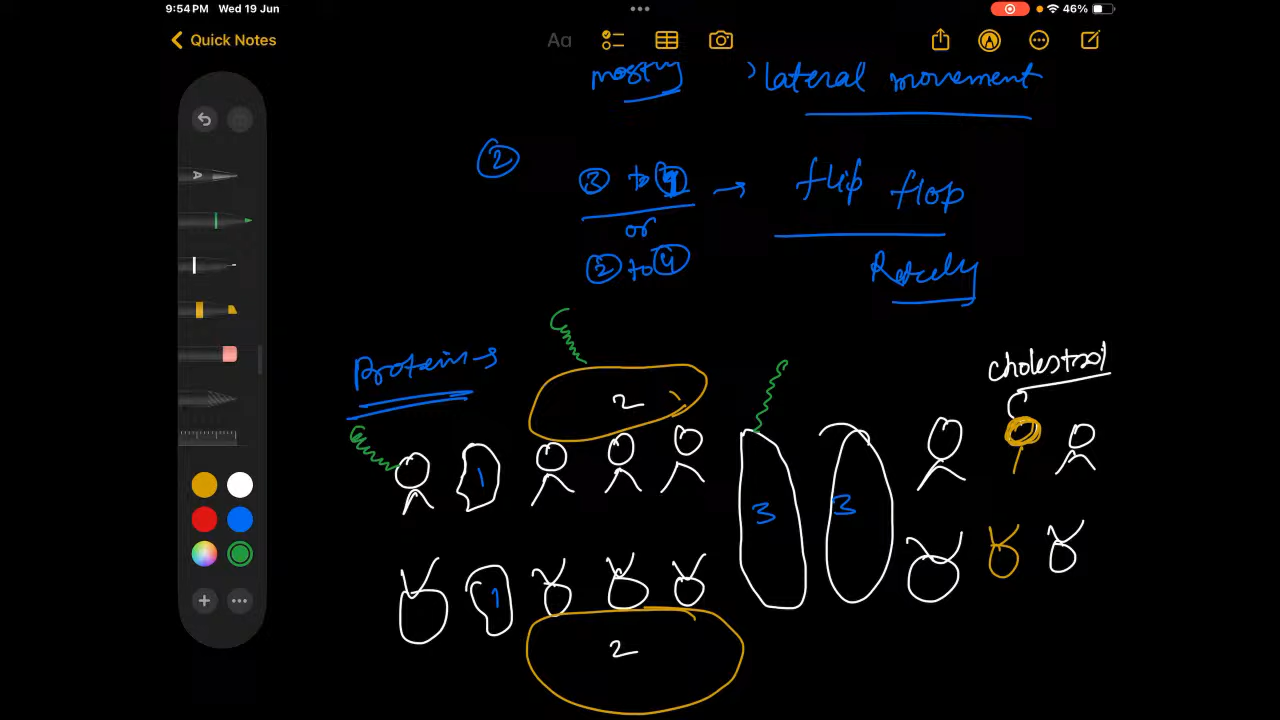 9:54 PM Wed 19 Jun
46%
Quick Notes
Aa
mostly
lateral movement
②
③ to ④ → flip flop
or
② to ④
Rarely
Proteins →
cholestrol
2
1
3
3
1
2
A